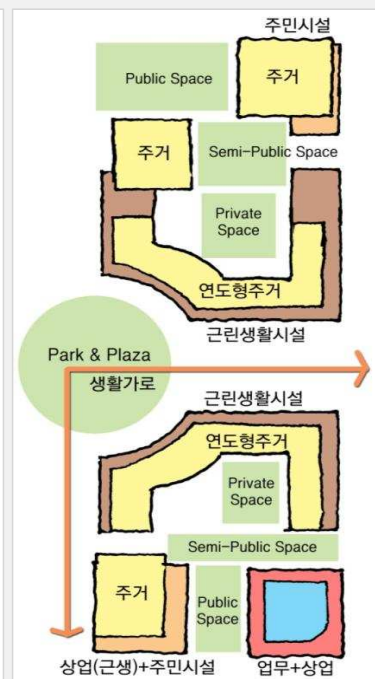 주민시설
Public Space
주거
주거
Semi-Public Space
Private
Space
연도형주거
근린생활시설
Park & Plaza
생활가로
근린생활시설
연도형주거
Private
Space
Semi-Public Space
주거
Public
Space
상업(근생)+주민시설
업무+상업